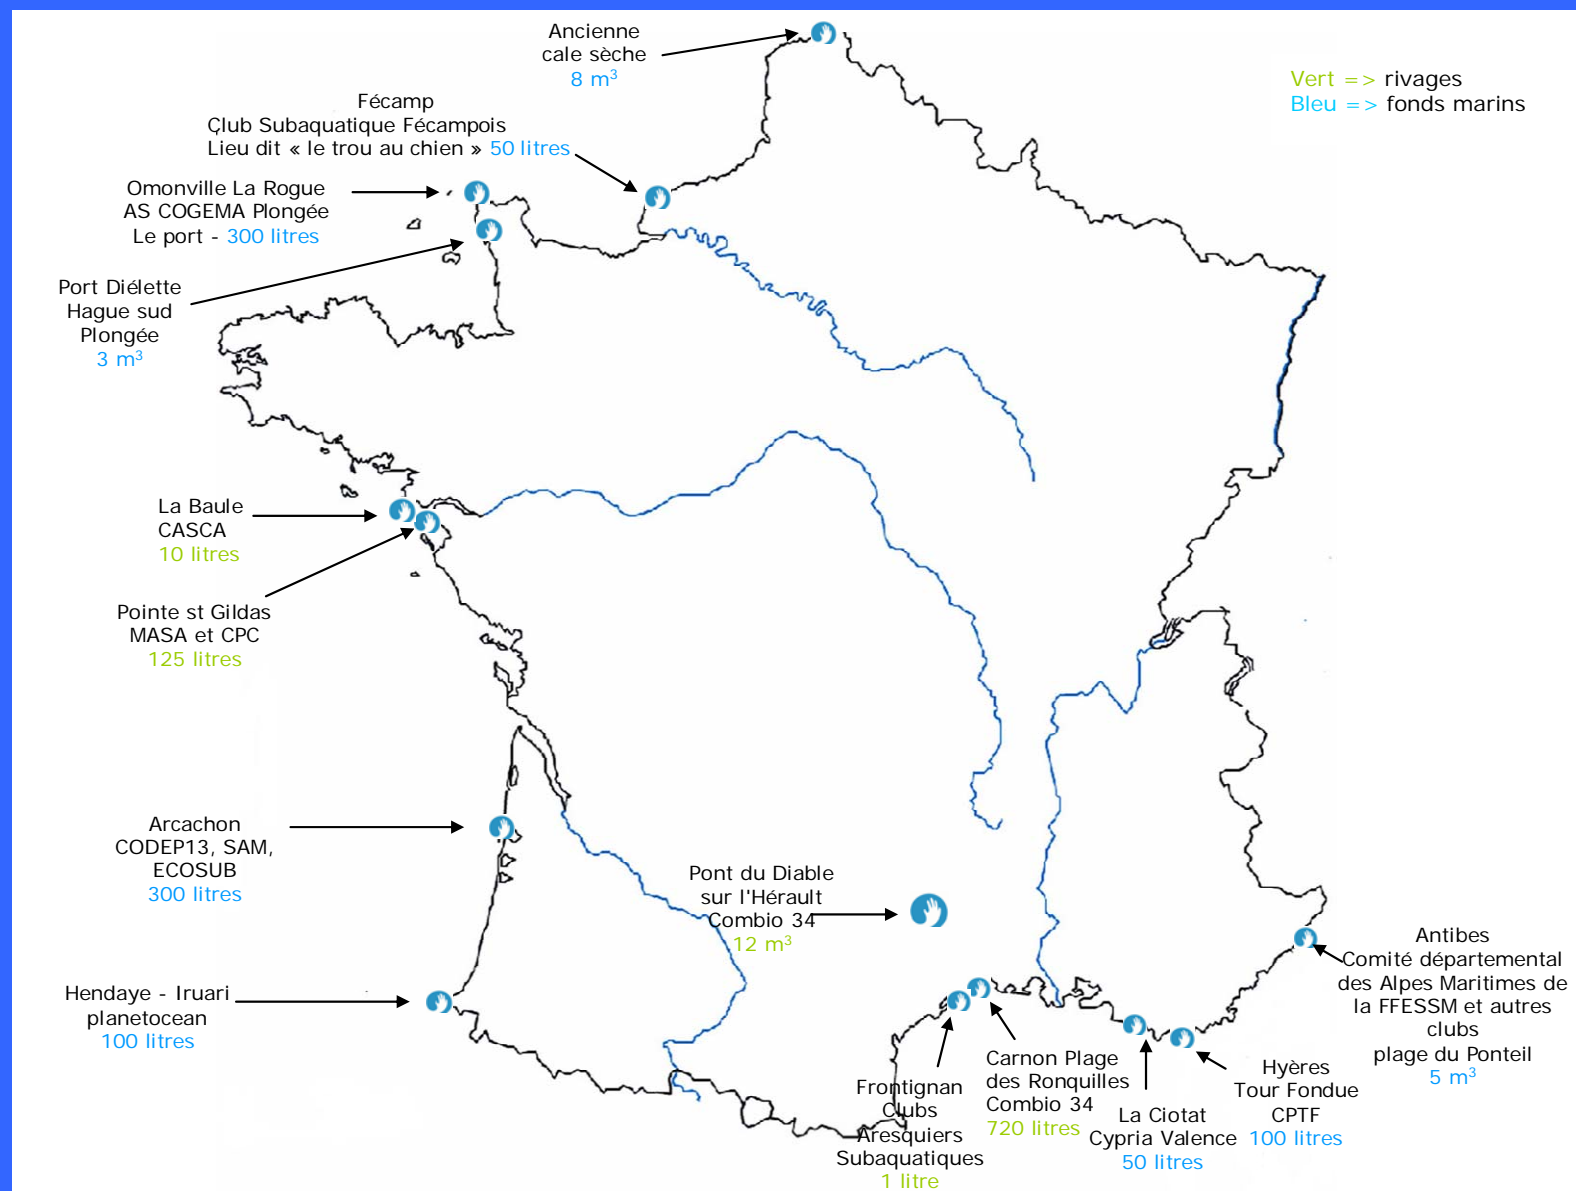 Ancienne
cale sèche
8 m³
Vert => rivages
Bleu => fonds marins
Fécamp
Club Subaquatique Fécampois
Lieu dit « le trou au chien » 50 litres
Omonville La Rogue
AS COGEMA Plongée
Le port - 300 litres
Port Diélette
Hague sud
Plongée
3 m³
La Baule
CASCA
10 litres
Pointe st Gildas
MASA et CPC
125 litres
Arcachon
CODEP13, SAM,
ECOSUB
300 litres
Pont du Diable
sur l'Hérault
Combio 34
12 m³
Hendaye - Iruari
planetocean
100 litres
Frontignan
Clubs
Aresquiers
Subaquatiques
1 litre
Carnon Plage
des Ronquilles
Combio 34
720 litres
La Ciotat
Cypria Valence
50 litres
Hyères
Tour Fondue
CPTF
100 litres
Antibes
Comité départemental
des Alpes Maritimes de
la FFESSM et autres
clubs
plage du Ponteil
5 m³